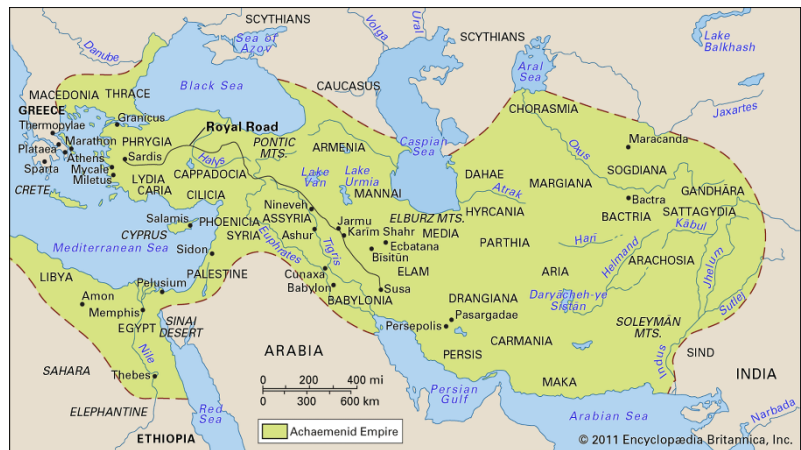 SCYTHIANS
Sea of
Azov
Volga
Ural
SCYTHIANS
Lake
Balkhash
Danube
Aral
Sea
Black Sea
CAUCASUS
Jaxartes
MACEDONIA
THRACE
CHORASMIA
GREECE
Granicus
Thermopylae
Royal Road
Marathon
PHRYGIA
PONTIC
MTS.
ARMENIA
Caspian
Sea
Oxus
Maracanda
Plataea
Athens
Sardis
Halys
Sparta
Mycale
Miletus
LYDIA
CARIA
CAPPADOCIA
Lake
Van
Lake
Urmia
DAHAE
SOGDIANA
MARGIANA
Atrak
GANDHĀRA
CRETE
CILICIA
MANNAI
Bactra
BACTRIA
SATTAGYDIA
Nineveh
ASSYRIA
Jarmu
ELBURZ MTS.
HYRCANIA
Salamis
CYPRUS
PHOENICIA
SYRIA
Ashur
Karīm Shahr
MEDIA
Ecbatana
PARTHIA
Harī
Kābul
Mediterranean Sea
Sidon
Euphrates
Tigris
Bīsitūn
Helmand
ARACHOSIA
Jhelum
LIBYA
Pelusium
PALESTINE
Cunaxa
Babylon
ELAM
ARIA
Susa
BABYLONIA
DRANGIANA
Daryācheh-ye
Sīstān
Sutlej
Amon
Memphis
EGYPT
SINAI
DESERT
Persepolis
Pasargadae
SOLEYMĀN
MTS.
Nile
ARABIA
PERSIS
CARMANIA
Indus
SIND
SAHARA
Thebes
0 200 400 mi
0 300 600 km
MAKA
INDIA
Persian
Gulf
ELEPHANTINE
Red
Sea
Arabian Sea
Narbada
ETHIOPIA
Achaemenid Empire
© 2011 Encyclopædia Britannica, Inc.